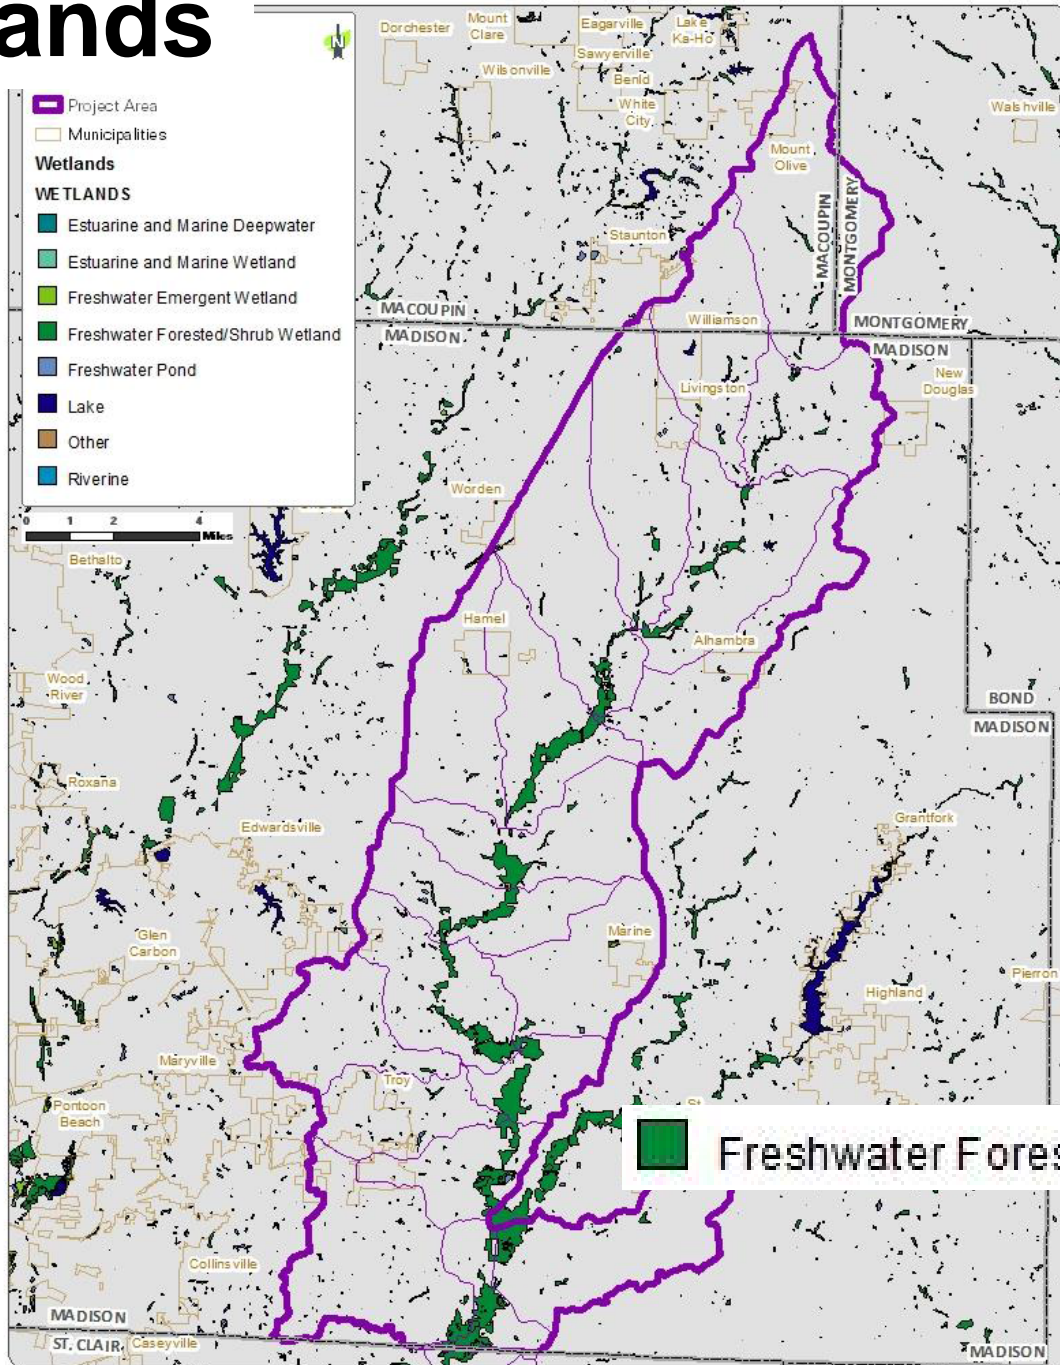 ands
N
Project Area
Municipalities
Wetlands
WETLANDS
Estuarine and Marine Deepwater
Estuarine and Marine Wetland
Freshwater Emergent Wetland
Freshwater Forested/Shrub Wetland
Freshwater Pond
Lake
Other
Riverine
0 1 2 4
Miles
Dorchester
Mount
Clare
Eagarville
Lake
Ka-Ho
Sawyerville
Wilsonville
Benld
White
City
Walshville
Mount
Olive
MACOUPIN
MONTGOMERY
Staunton
Williamson
MACOUPIN
MADISON
MONTGOMERY
MADISON
New
Douglas
Livingston
Worden
Bethalto
Hamel
Alhambra
Wood
River
BOND
MADISON
Roxana
Edwardsville
Grantfork
Glen
Carbon
Marine
Pierron
Highland
Maryville
Troy
Pontoon
Beach
St
Freshwater Fores
Collinsville
MADISON
ST. CLAIR
Caseyville
MADISON